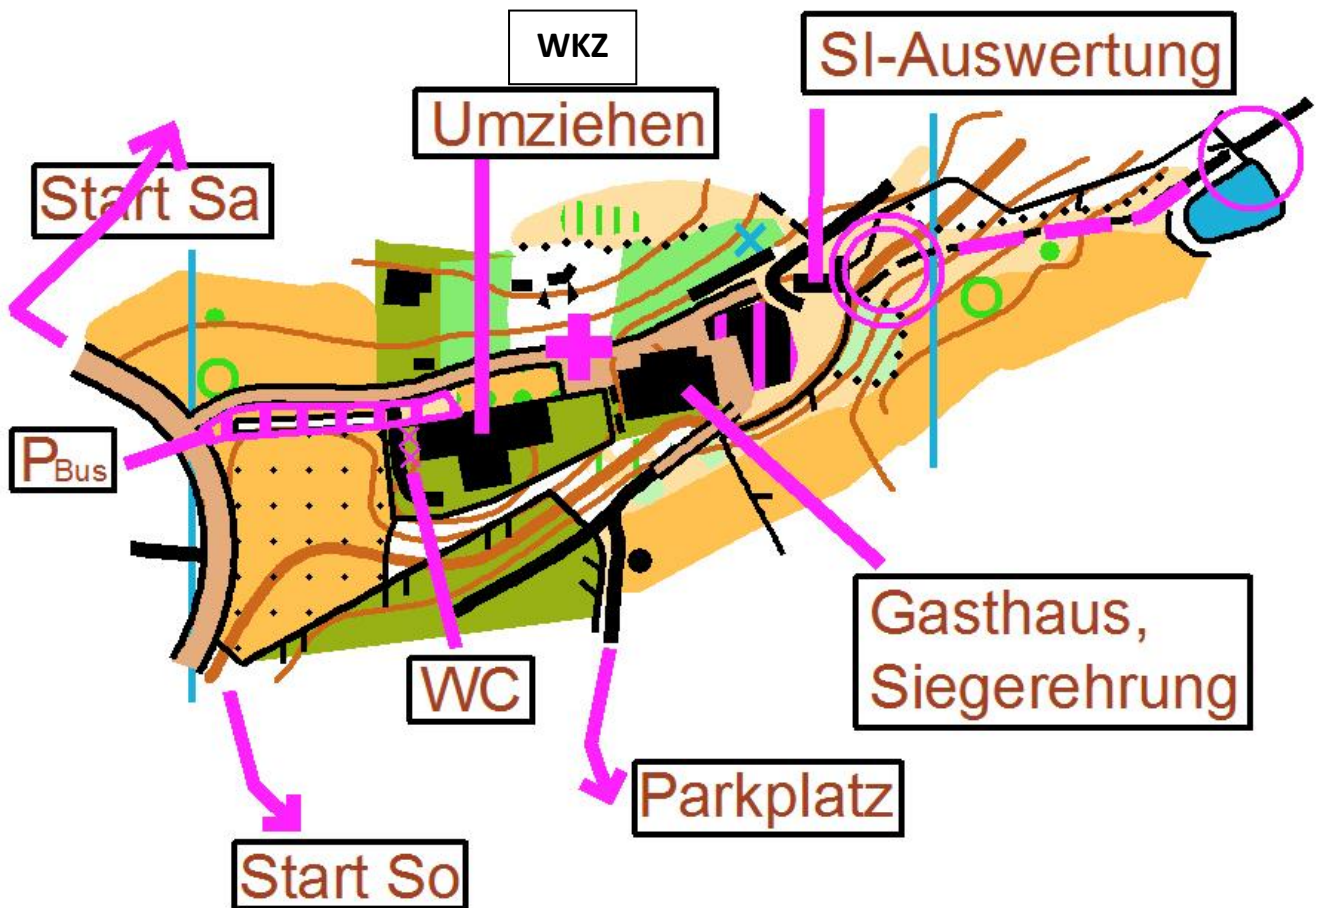 WKZ
SI-Auswertung
Umziehen
Start Sa
PBus
Gasthaus,
Siegerehrung
WC
Parkplatz
Start So